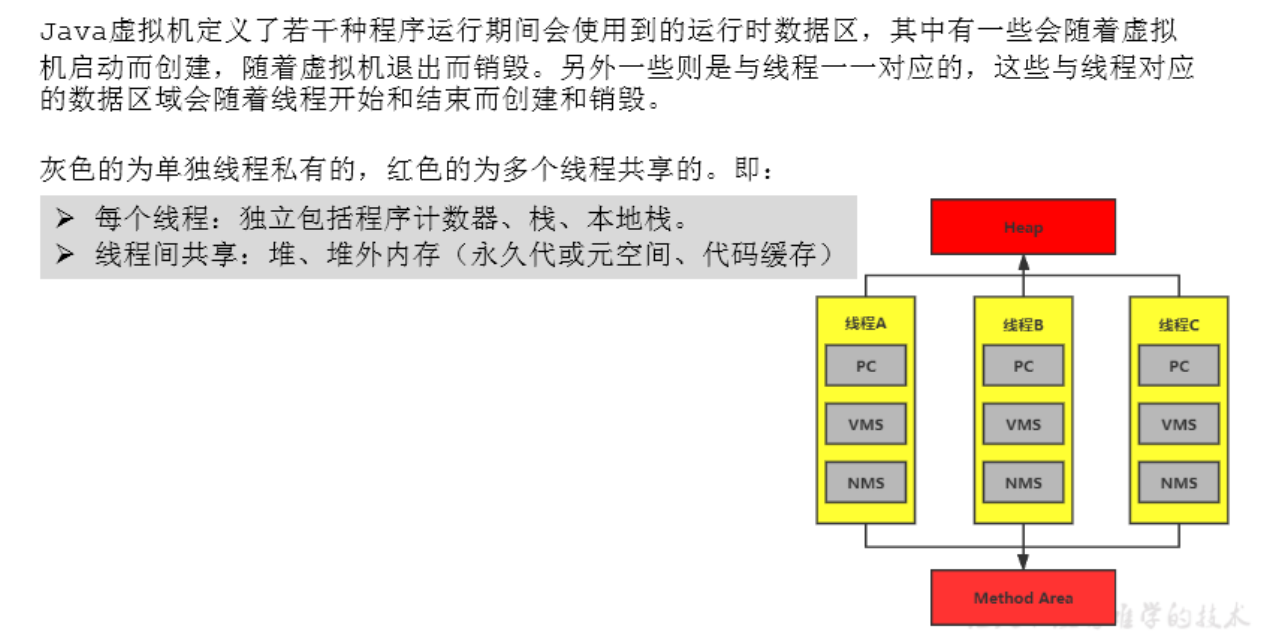 Java虚拟机定义了若干种程序运行期间会使用到的运行时数据区，其中有一些会随着虚拟
机启动而创建，随着虚拟机退出而销毁。另外一些则是与线程一一对应的，这些与线程对应
的数据区域会随着线程开始和结束而创建和销毁。
灰色的为单独线程私有的，红色的为多个线程共享的。即：
➢ 每个线程：独立包括程序计数器、栈、本地栈。
➢ 线程间共享：堆、堆外内存（永久代或元空间、代码缓存）
Heap
线程A
PC
VMS
NMS
线程B
PC
VMS
NMS
线程C
PC
VMS
NMS
Method Area
学的技术